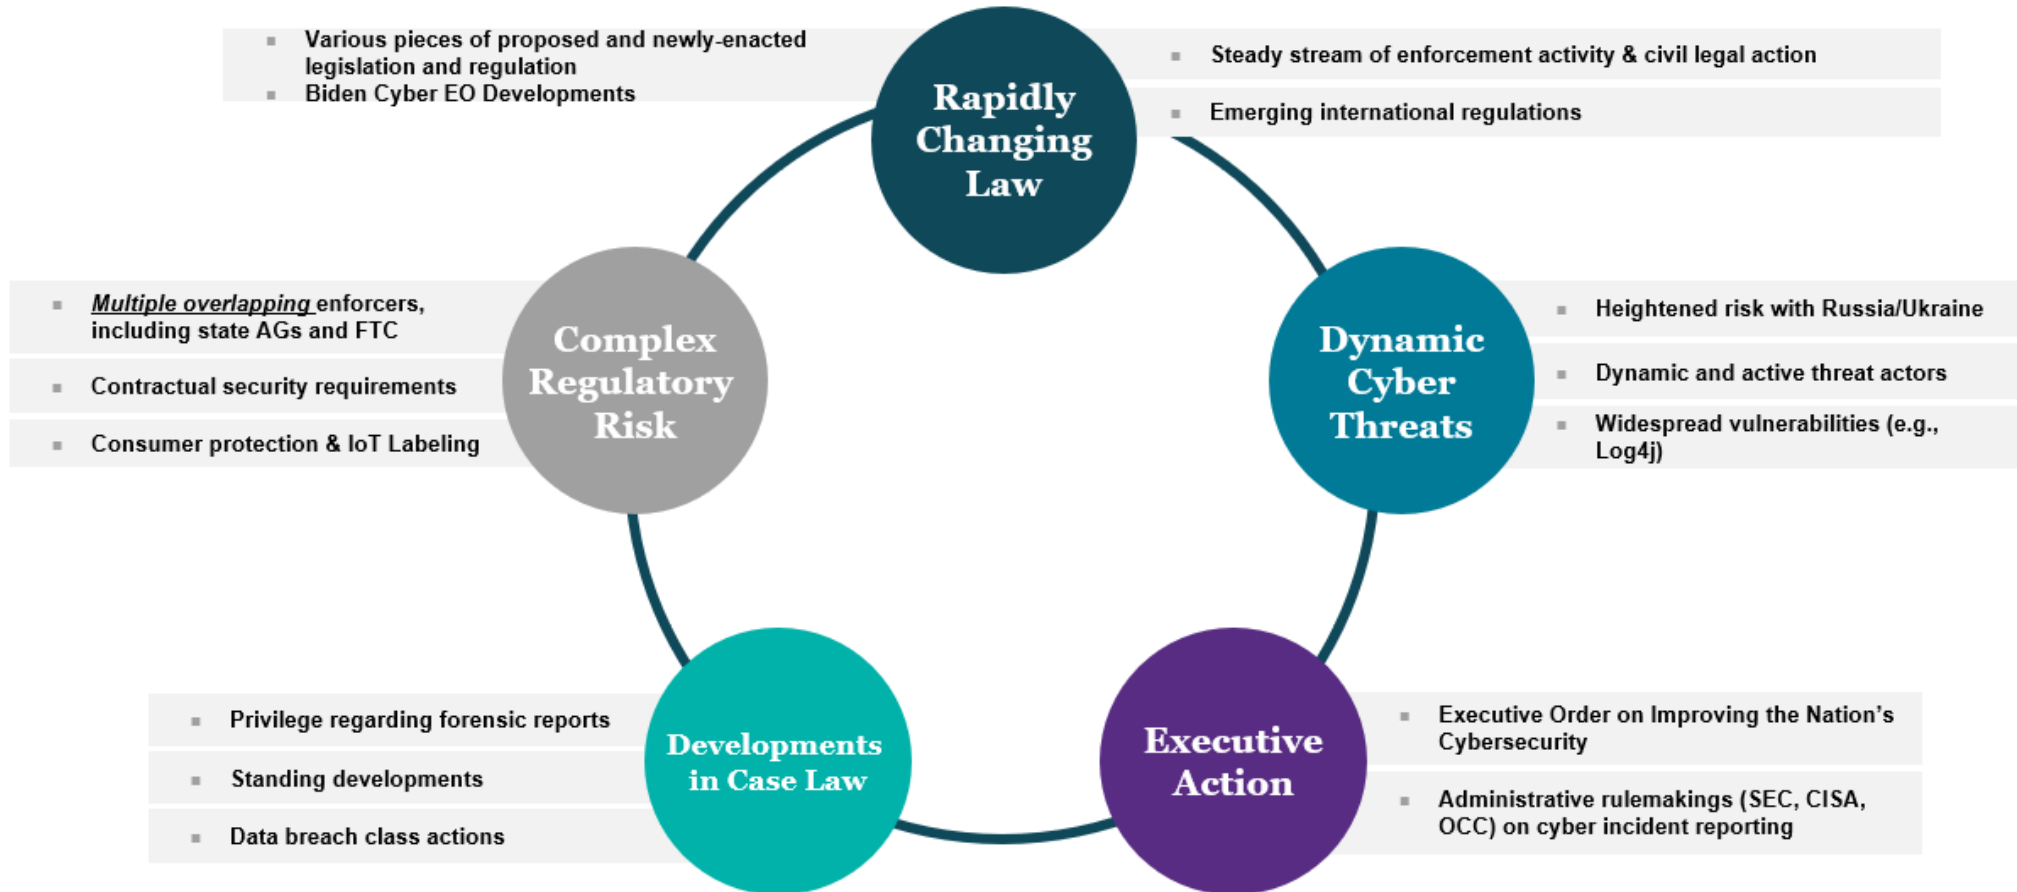 Various pieces of proposed and newly-enacted
legislation and regulation
Biden Cyber EO Developments
Rapidly
Changing
Law
Steady stream of enforcement activity & civil legal action
Emerging international regulations
Multiple overlapping enforcers,
including state AGs and FTC
Contractual security requirements
Consumer protection & IoT Labeling
Complex
Regulatory
Risk
Dynamic
Cyber
Threats
Heightened risk with Russia/Ukraine
Dynamic and active threat actors
Widespread vulnerabilities (e.g.,
Log4j)
Privilege regarding forensic reports
Standing developments
Data breach class actions
Developments
in Case Law
Executive
Action
Executive Order on Improving the Nation’s
Cybersecurity
Administrative rulemakings (SEC, CISA,
OCC) on cyber incident reporting